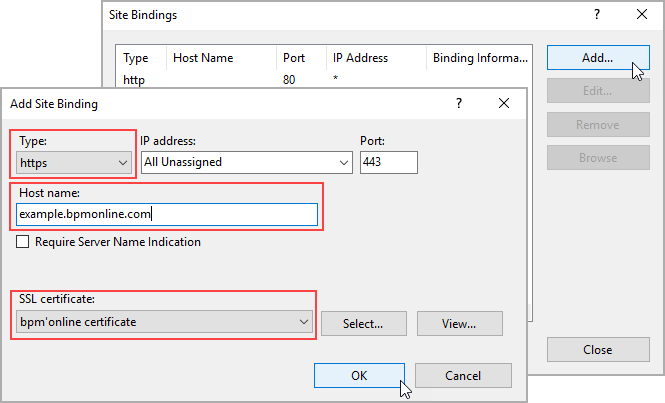 Site Bindings ? ×
Type Host Name Port IP Address Binding Informa...
http 80 *
Add...
Edit...
Remove
Browse
Close
Add Site Binding ? ×
Type: IP address: Port:
https All Unassigned 443
Host name:
example.bpmonline.com
Require Server Name Indication
SSL certificate:
bpm'online certificate Select... View...
OK Cancel